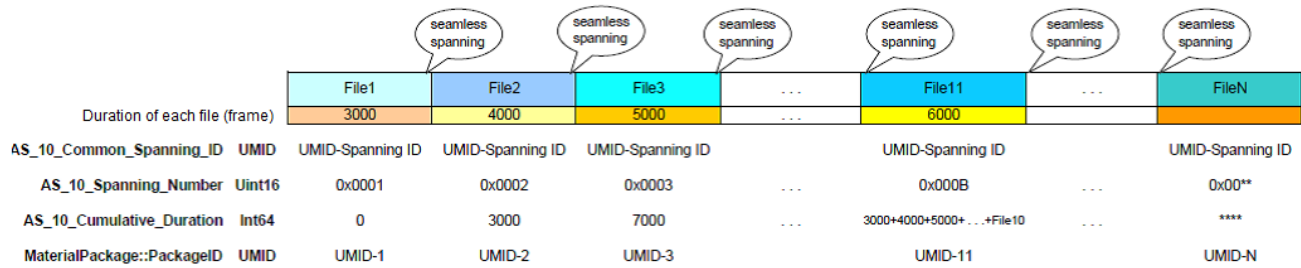 seamless spanning
seamless spanning
seamless spanning
seamless spanning
seamless spanning
seamless spanning
File1 File2 File3 . . . File11 . . . FileN
Duration of each file (frame) 3000 4000 5000 . . . 6000
AS_10_Common_Spanning_ID UMID UMID-Spanning ID UMID-Spanning ID UMID-Spanning ID UMID-Spanning ID UMID-Spanning ID
AS_10_Spanning_Number Uint16 0x0001 0x0002 0x0003 . . . 0x000B . . . 0x00**
AS_10_Cumulative_Duration Int64 0 3000 7000 . . . 3000+4000+5000+ . . .+File10 . . . ****
MaterialPackage::PackageID UMID UMID-1 UMID-2 UMID-3 UMID-11 UMID-N